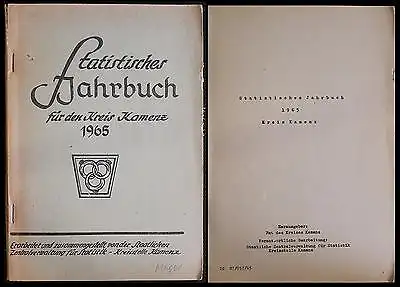 Statistisches
Jahrbuch
für den Kreis Kamenz
1965
Erarbeitet und zusammengestellt von der Staatlichen
Zentralverwaltung für Statistik - Kreisstelle Kamenz
Statistisches Jahrbuch
1965
Kreis Kamenz
Herausgeber:
Rat des Kreises Kamenz
Verantwortliche Bearbeitung:
Staatliche Zentralverwaltung für Statistik
Kreisstelle Kamenz